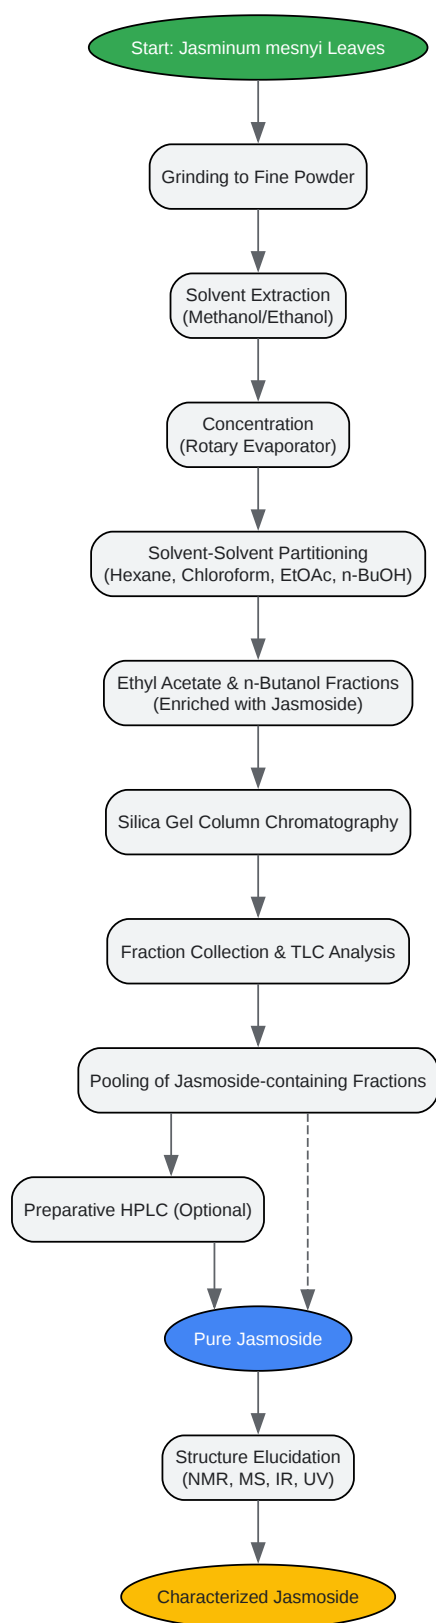 Start: Jasminum mesnyi Leaves
Grinding to Fine Powder
Solvent Extraction
(Methanol/Ethanol)
Concentration
(Rotary Evaporator)
Solvent-Solvent Partitioning
(Hexane, Chloroform, EtOAc, n-BuOH)
Ethyl Acetate & n-Butanol Fractions
(Enriched with Jasmoside)
Silica Gel Column Chromatography
Fraction Collection & TLC Analysis
Pooling of Jasmoside-containing Fractions
Preparative HPLC (Optional)
Pure Jasmoside
Structure Elucidation
(NMR, MS, IR, UV)
Characterized Jasmoside